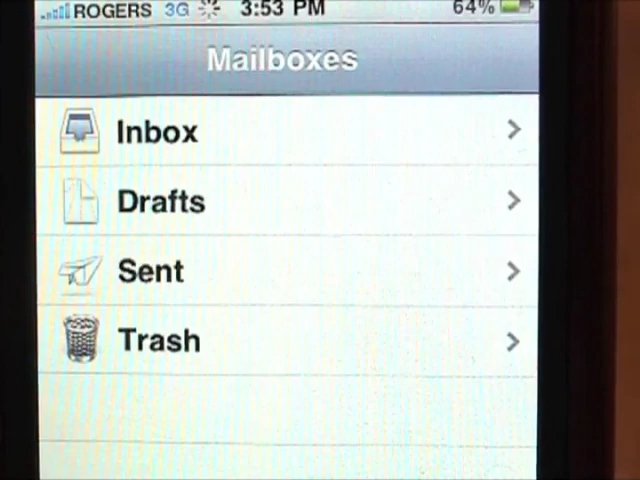 ROGERS 3G 3:53 PM 64%
Mailboxes
Inbox
Drafts
Sent
Trash